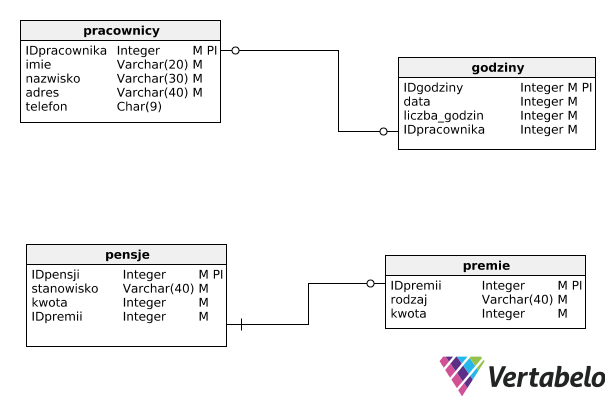 pracownicy
IDpracownika Integer M PI
imie Varchar(20) M
nazwisko Varchar(30) M
adres Varchar(40) M
telefon Char(9)
godziny
IDgodziny Integer M PI
data Integer M
liczba_godzin Integer M
IDpracownika Integer M
pensje
IDpensji Integer M PI
stanowisko Varchar(40) M
kwota Integer M
IDpremii Integer M
premie
IDpremii Integer M PI
rodzaj Varchar(40) M
kwota Integer M
Vertabelo